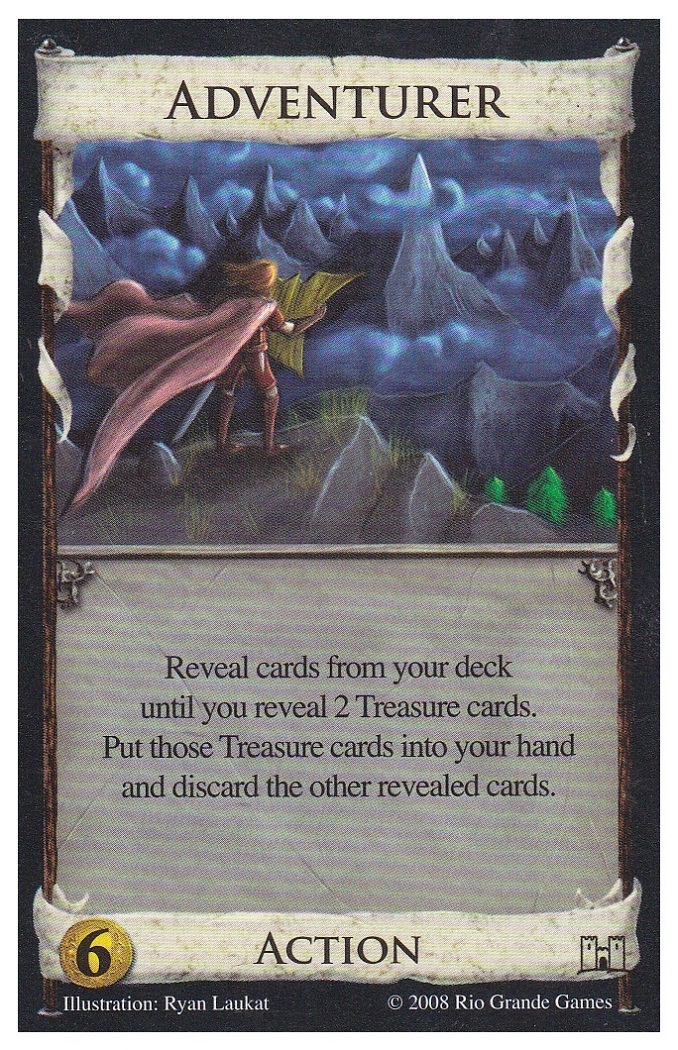 ADVENTURER
Reveal cards from your deck
until you reveal 2 Treasure cards.
Put those Treasure cards into your hand
and discard the other revealed cards.
6
ACTION
Illustration: Ryan Laukat
© 2008 Rio Grande Games